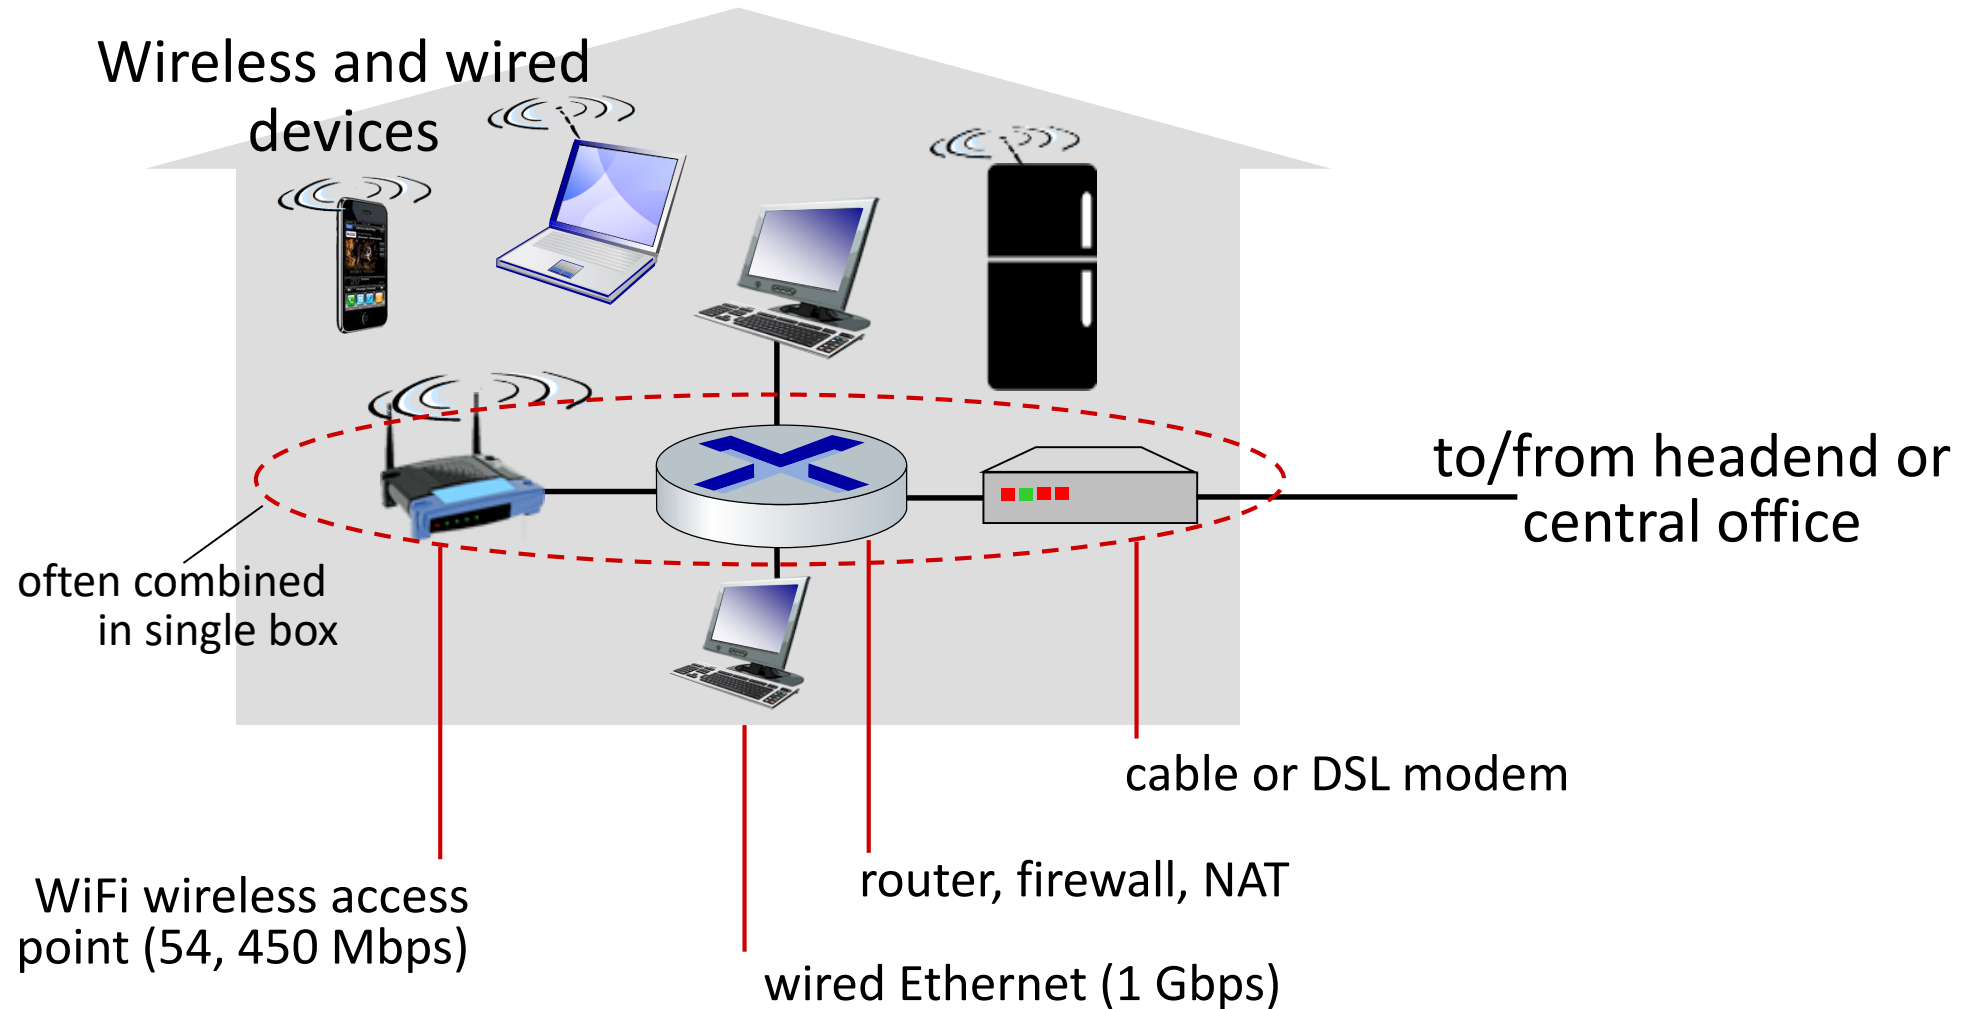 Wireless and wired
devices
to/from headend or
central office
often combined
in single box
cable or DSL modem
router, firewall, NAT
WiFi wireless access
point (54, 450 Mbps)
wired Ethernet (1 Gbps)